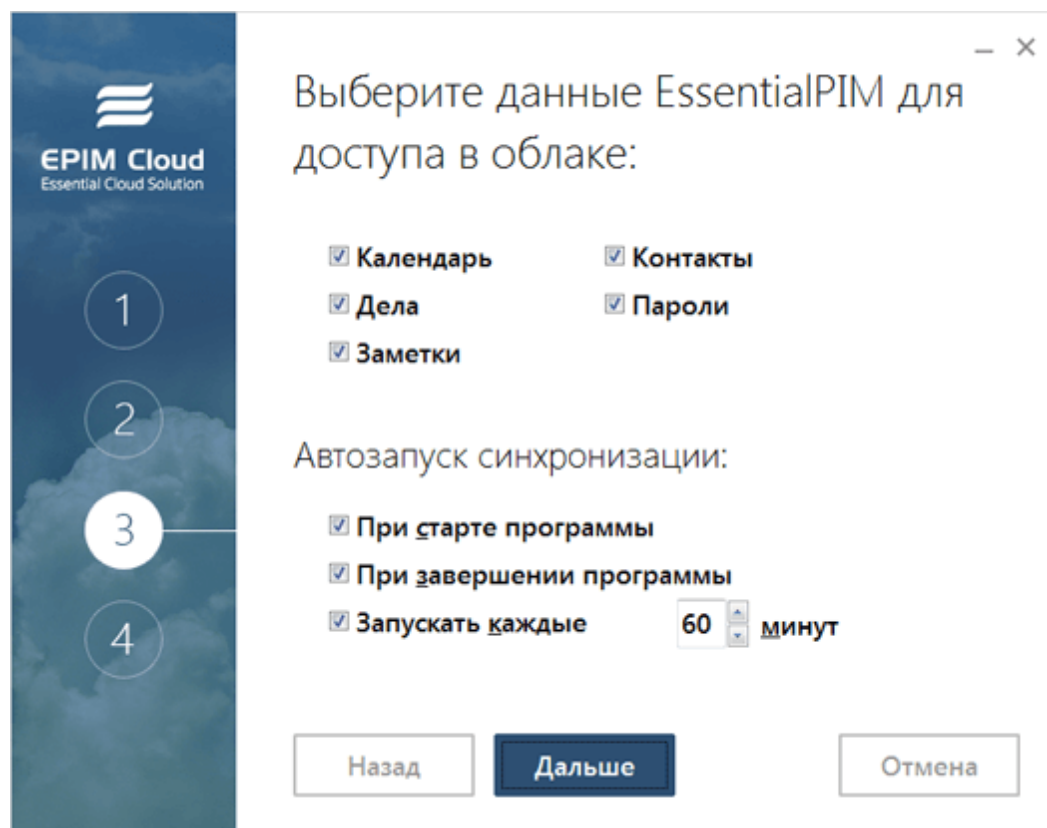 EPIM Cloud
Essential Cloud Solution
1
2
3
4
Выберите данные EssentialPIM для
доступа в облаке:
Календарь Контакты
Дела Пароли
Заметки
Автозапуск синхронизации:
При старте программы
При завершении программы
Запускать каждые 60 минут
Назад Дальше Отмена